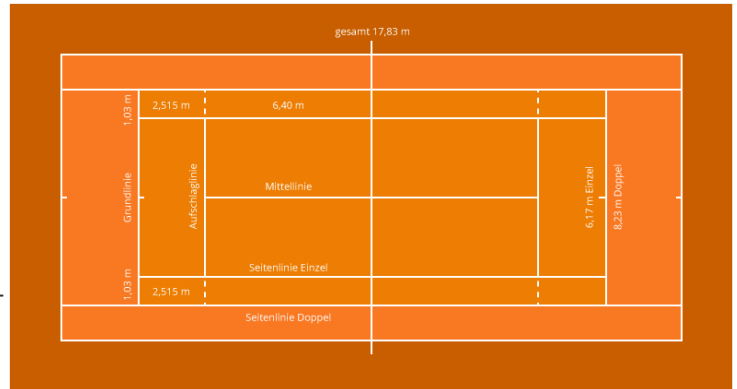 gesamt 17,83 m
1,03 m
2,515 m
6,40 m
Grundlinie
Aufschlaglinie
Mittellinie
6,17 m Einzel
8,23 m Doppel
Seitenlinie Einzel
1,03 m
2,515 m
Seitenlinie Doppel